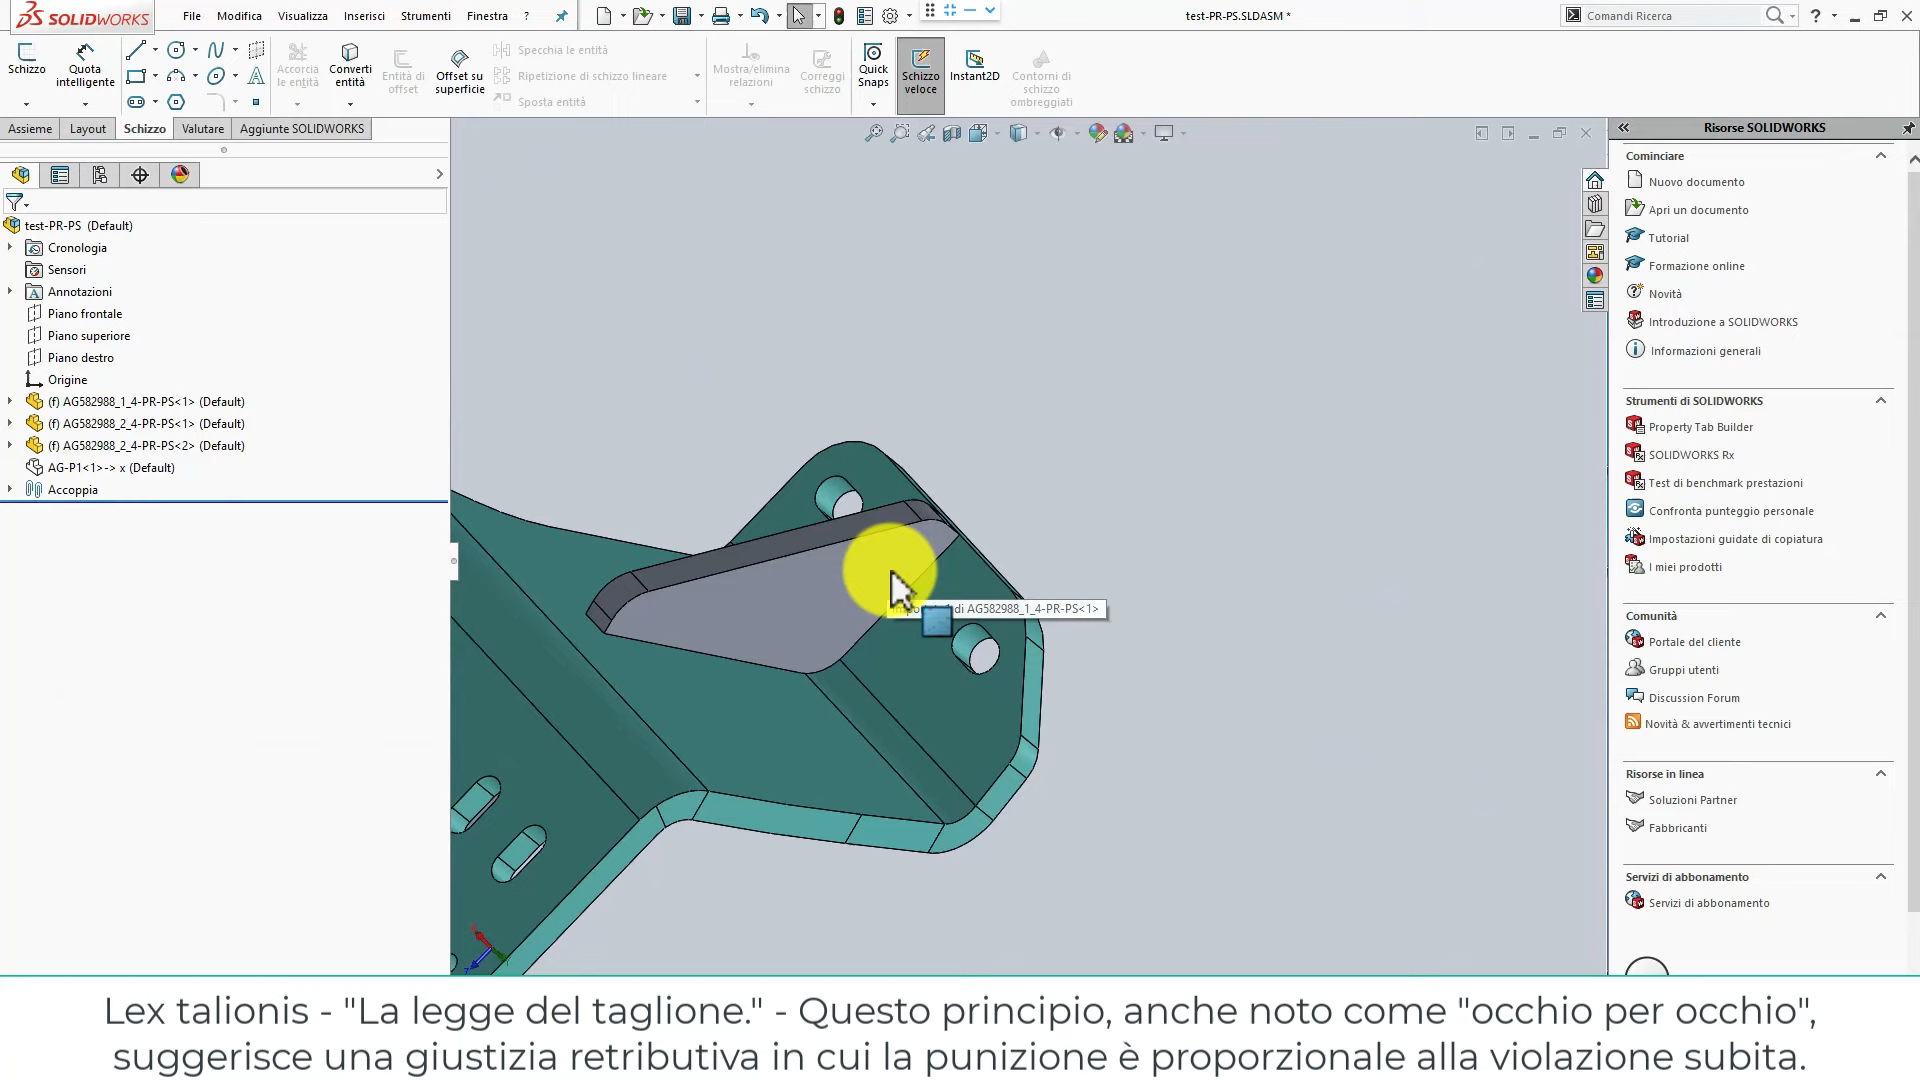 SOLIDWORKS
File Modifica Visualizza Inserisci Strumenti Finestra ?
test-PR-PS.SLDASM *
Comandi Ricerca
Schizzo
Quota intelligente
Accorcia le entità
Converti entità
Entità di offset
Offset su superficie
Specchia le entità
Ripetizione di schizzo lineare
Sposta entità
Mostra/elimina relazioni
Correggi schizzo
Quick Snaps
Schizzo veloce
Instant2D
Contorni di schizzo ombreggiati
Assieme Layout Schizzo Valutare Aggiunte SOLIDWORKS
test-PR-PS (Default)
Cronologia
Sensori
Annotazioni
Piano frontale
Piano superiore
Piano destro
Origine
(f) AG582988_1_4-PR-PS<1> (Default)
(f) AG582988_2_4-PR-PS<1> (Default)
(f) AG582988_2_4-PR-PS<2> (Default)
AG-P1<1>-> x (Default)
Accoppia
di AG582988_1_4-PR-PS<1>
Risorse SOLIDWORKS
Cominciare
Nuovo documento
Apri un documento
Tutorial
Formazione online
Novità
Introduzione a SOLIDWORKS
Informazioni generali
Strumenti di SOLIDWORKS
Property Tab Builder
SOLIDWORKS Rx
Test di benchmark prestazioni
Confronta punteggio personale
Impostazioni guidate di copiatura
I miei prodotti
Comunità
Portale del cliente
Gruppi utenti
Discussion Forum
Novità & avvertimenti tecnici
Risorse in linea
Soluzioni Partner
Fabbricanti
Servizi di abbonamento
Servizi di abbonamento
Lex talionis - "La legge del taglione." - Questo principio, anche noto come "occhio per occhio",
suggerisce una giustizia retributiva in cui la punizione è proporzionale alla violazione subita.